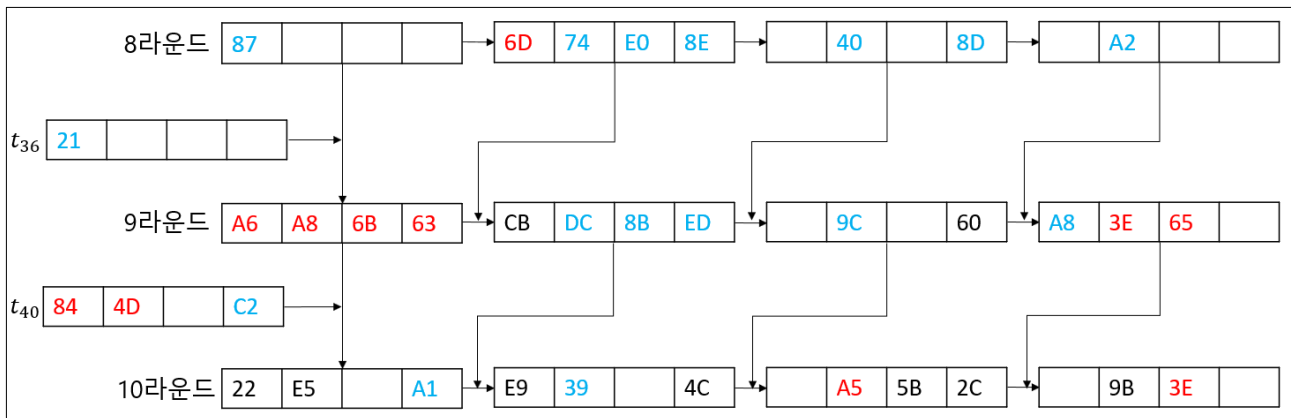 8라운드 87 6D 74 E0 8E 40 8D A2
t₃₆ 21
9라운드 A6 A8 6B 63 CB DC 8B ED 9C 60 A8 3E 65
t₄₀ 84 4D C2
10라운드 22 E5 A1 E9 39 4C A5 5B 2C 9B 3E